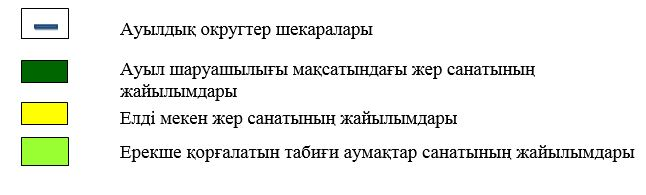 Ауылдық округтер шекаралары
Ауыл шаруашылығы мақсатындағы жер санатының
жайылымдары
Елді мекен жер санатының жайылымдары
Ерекше қорғалатын табиғи аумақтар санатының жайылымдары